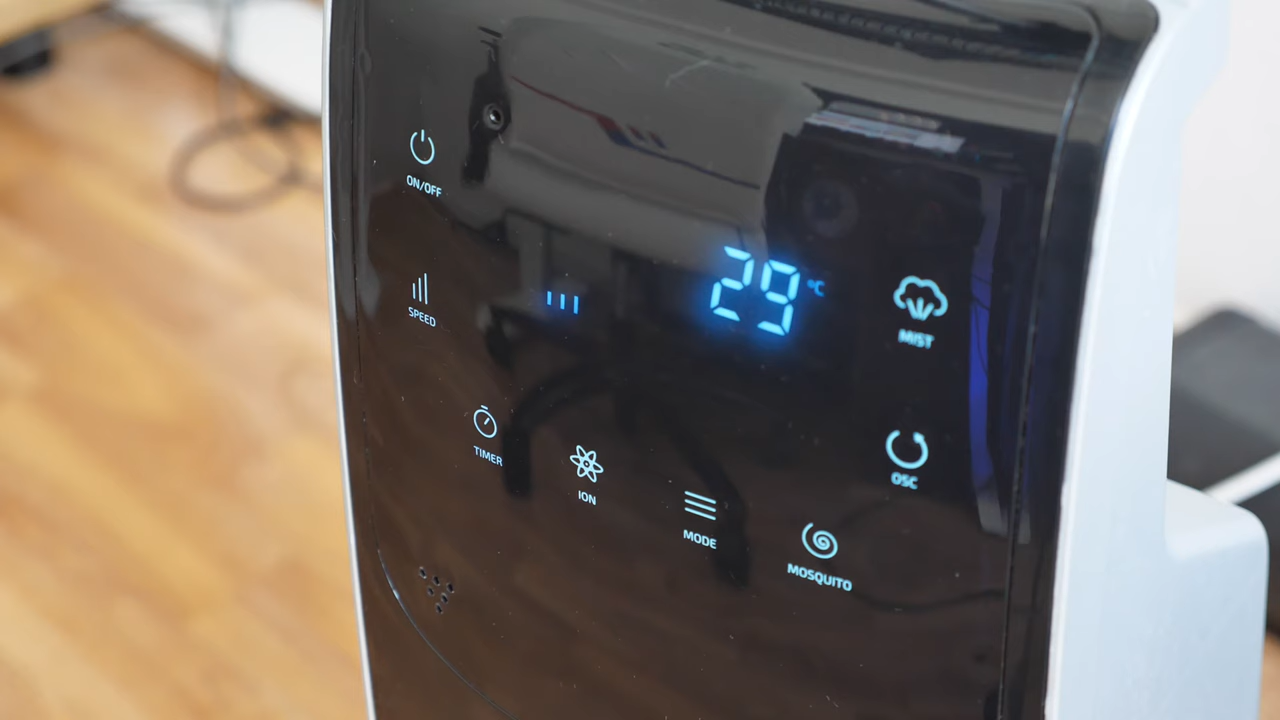 ON/OFF
29 °C
SPEED
MIST
TIMER
OSC
ION
MODE
MOSQUITO